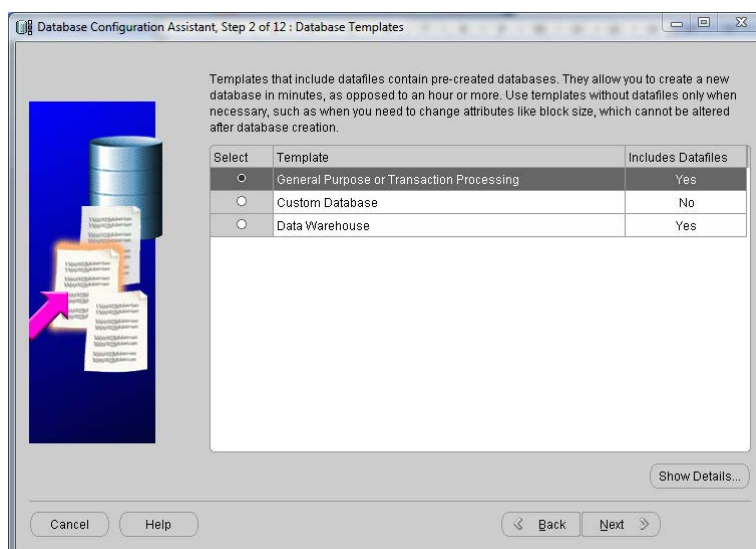 Database Configuration Assistant, Step 2 of 12 : Database Templates
Templates that include datafiles contain pre-created databases. They allow you to create a new
database in minutes, as opposed to an hour or more. Use templates without datafiles only when
necessary, such as when you need to change attributes like block size, which cannot be altered
after database creation.
Select Template Includes Datafiles
General Purpose or Transaction Processing Yes
Custom Database No
Data Warehouse Yes
Show Details...
Cancel Help Back Next